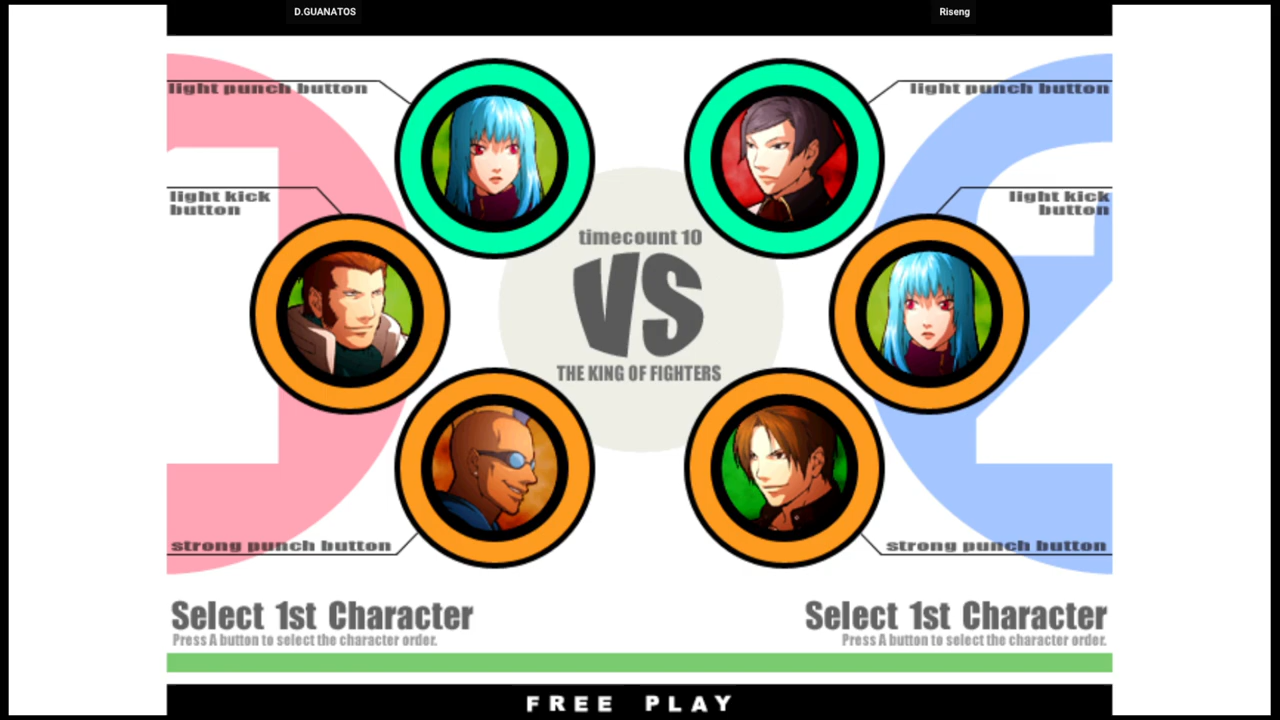 D.GUANATOS
Riseng
light punch button
light punch button
light kick
button
light kick
button
timecount 10
VS
THE KING OF FIGHTERS
strong punch button
strong punch button
Select 1st Character
Press A button to select the character order.
Select 1st Character
Press A button to select the character order.
FREE PLAY